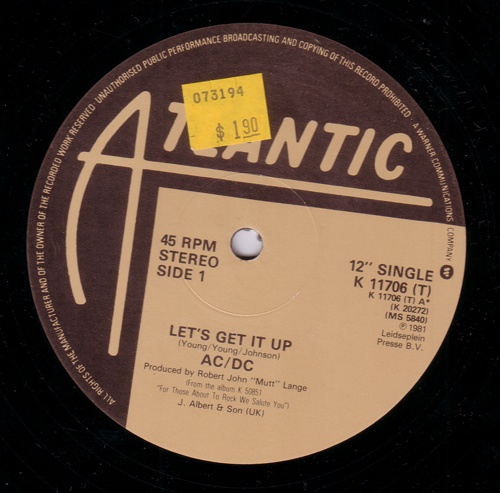 ALL RIGHTS OF THE MANUFACTURER AND OF THE OWNER OF THE RECORDED WORK RESERVED · UNAUTHORISED PUBLIC PERFORMANCE BROADCASTING AND COPYING OF THIS RECORD PROHIBITED · A WARNER COMMUNICATIONS COMPANY
073194
$ 1.90
ATLANTIC
45 RPM
STEREO
SIDE 1
12" SINGLE
K 11706 (T)
K 11706 (T) A*
(K 20272)
(MS 5840)
℗ 1981
Leidseplein
Presse B.V.
LET'S GET IT UP
(Young/Young/Johnson)
AC/DC
Produced by Robert John "Mutt" Lange
(From the album K 50851
"For Those About To Rock We Salute You")
J. Albert & Son (UK)